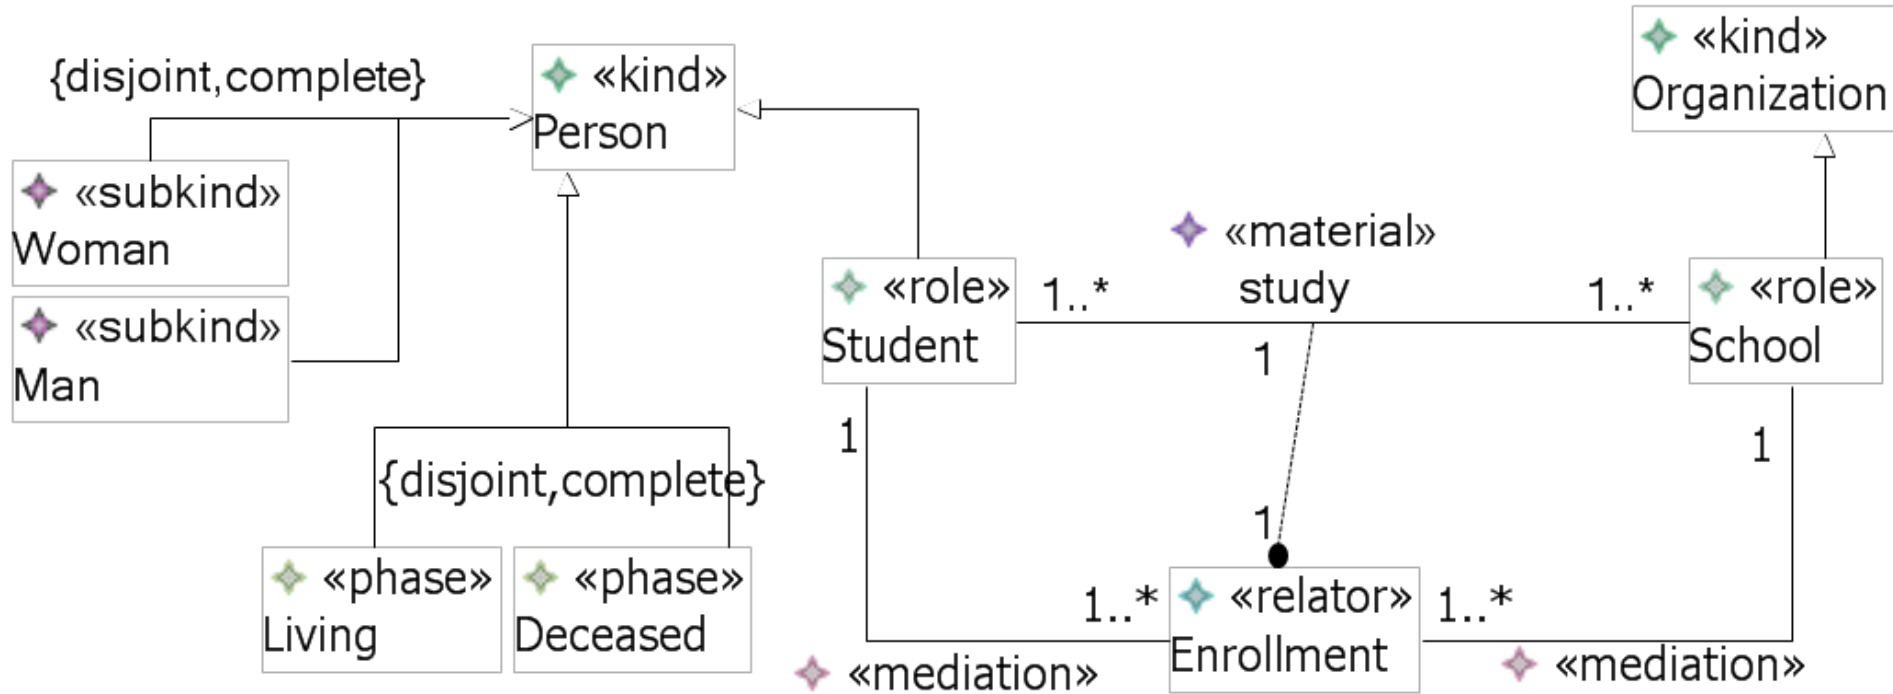 {disjoint,complete}
«kind»
Person
«kind»
Organization
«subkind»
Woman
«subkind»
Man
«material»
study
«role»
Student
1..*
1..*
«role»
School
1
1
1
1
{disjoint,complete}
«phase»
Living
«phase»
Deceased
1..*
«relator»
Enrollment
1..*
«mediation»
«mediation»